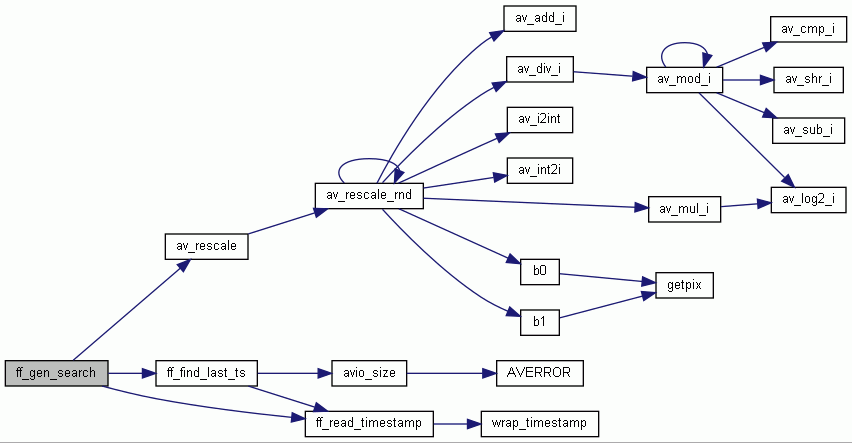 av_add_i
av_cmp_i
av_div_i
av_mod_i
av_shr_i
av_i2int
av_sub_i
av_int2i
av_rescale_rnd
av_log2_i
av_mul_i
av_rescale
b0
getpix
b1
ff_gen_search
ff_find_last_ts
avio_size
AVERROR
ff_read_timestamp
wrap_timestamp